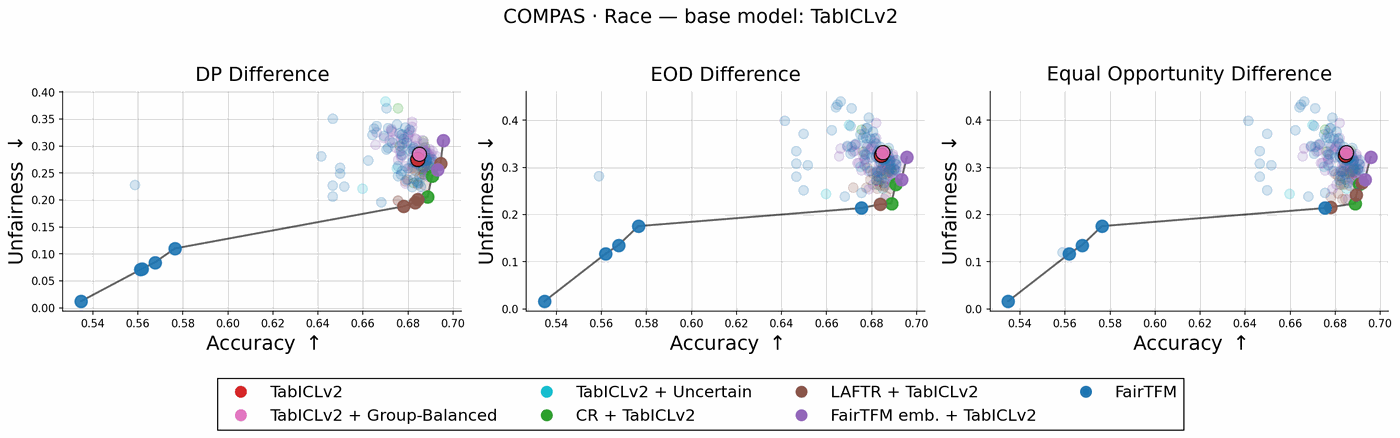 COMPAS · Race — base model: TabICLv2
DP Difference
EOD Difference
Equal Opportunity Difference
Unfairness ↓
0.40
0.35
0.30
0.25
0.20
0.15
0.10
0.05
0.00
0.54 0.56 0.58 0.60 0.62 0.64 0.66 0.68 0.70
Accuracy ↑
Unfairness ↓
0.4
0.3
0.2
0.1
0.0
0.54 0.56 0.58 0.60 0.62 0.64 0.66 0.68 0.70
Accuracy ↑
Unfairness ↓
0.4
0.3
0.2
0.1
0.0
0.54 0.56 0.58 0.60 0.62 0.64 0.66 0.68 0.70
Accuracy ↑
TabICLv2
TabICLv2 + Uncertain
LAFTR + TabICLv2
FairTFM
TabICLv2 + Group-Balanced
CR + TabICLv2
FairTFM emb. + TabICLv2